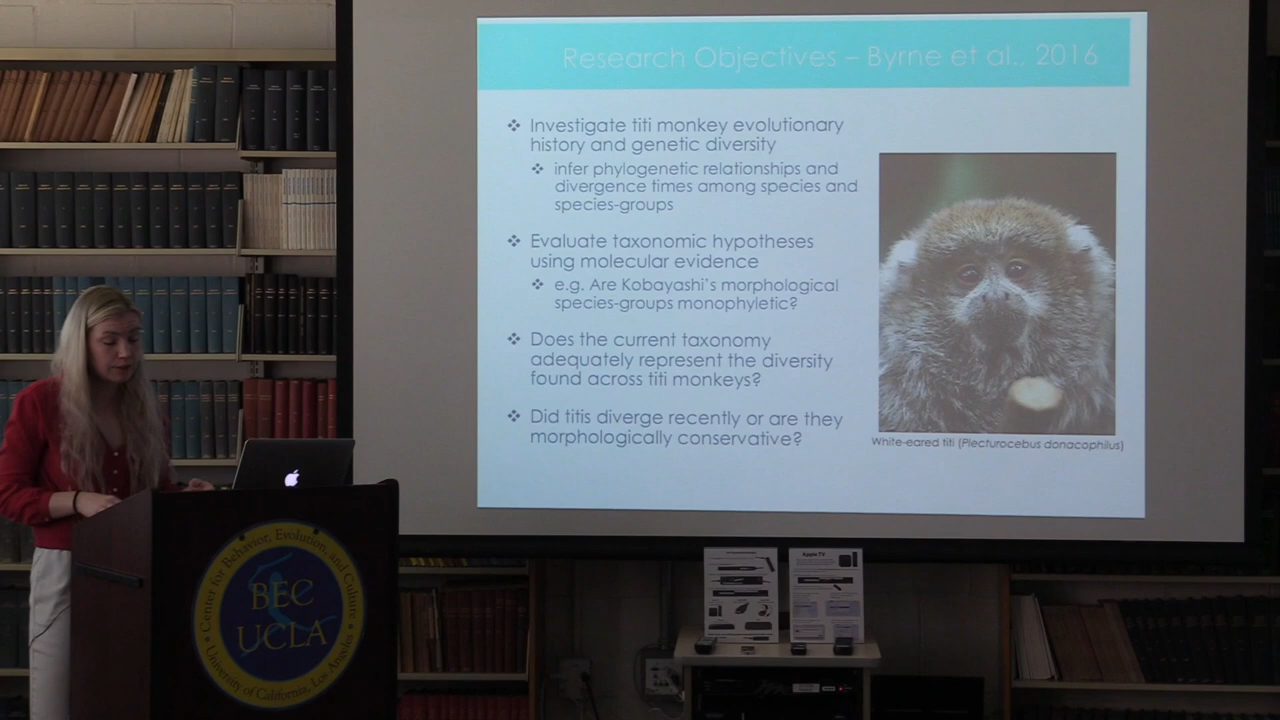 Research Objectives – Byrne et al., 2016
❖ Investigate titi monkey evolutionary
history and genetic diversity
❖ infer phylogenetic relationships and
divergence times among species and
species-groups
❖ Evaluate taxonomic hypotheses
using molecular evidence
❖ e.g. Are Kobayashi's morphological
species-groups monophyletic?
❖ Does the current taxonomy
adequately represent the diversity
found across titi monkeys?
❖ Did titis diverge recently or are they
morphologically conservative?
White-eared titi (Plecturocebus donacophilus)
Center for Behavior, Evolution, and Culture
BEC
UCLA
University of California, Los Angeles
Apple TV